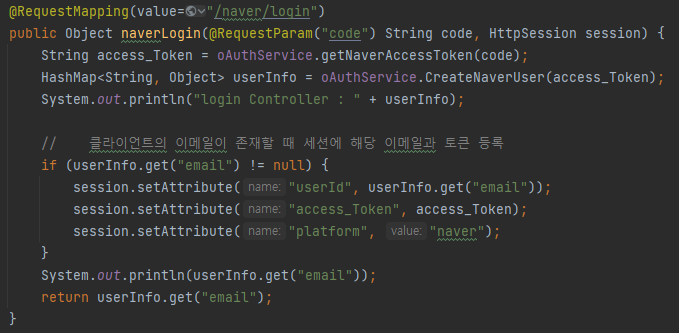 @RequestMapping(value="/naver/login")
public Object naverLogin(@RequestParam("code") String code, HttpSession session) {
    String access_Token = oAuthService.getNaverAccessToken(code);
    HashMap<String, Object> userInfo = oAuthService.CreateNaverUser(access_Token);
    System.out.println("login Controller : " + userInfo);

    //    클라이언트의 이메일이 존재할 때 세션에 해당 이메일과 토큰 등록
    if (userInfo.get("email") != null) {
        session.setAttribute( name: "userId", userInfo.get("email"));
        session.setAttribute( name: "access_Token", access_Token);
        session.setAttribute( name: "platform", value: "naver");
    }
    System.out.println(userInfo.get("email"));
    return userInfo.get("email");
}